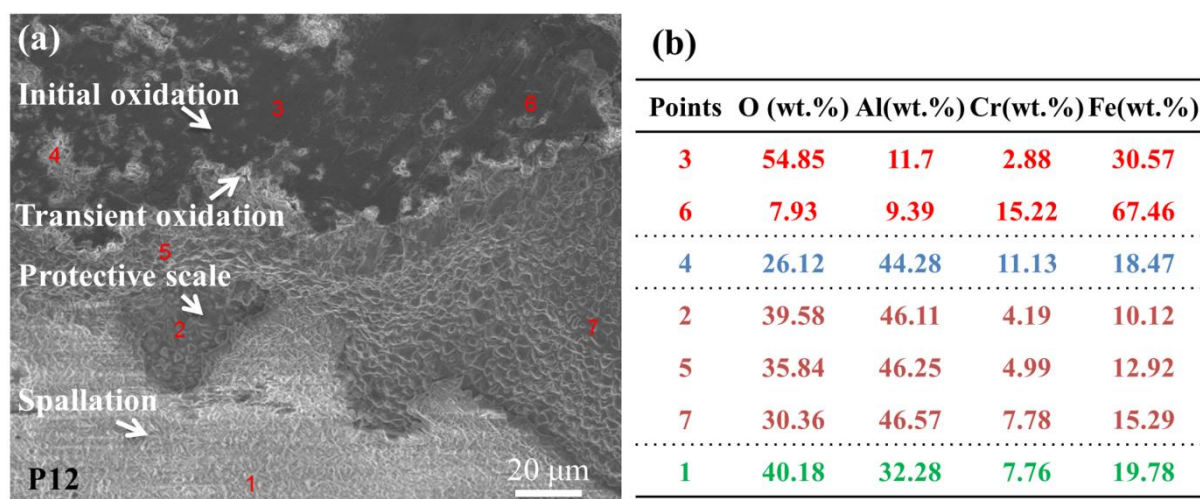 (a)
Initial oxidation
3
6
4
Transient oxidation
5
Protective scale
2
7
Spallation
P12
1
20 μm
(b)
Points O (wt.%) Al(wt.%) Cr(wt.%) Fe(wt.%)
3 54.85 11.7 2.88 30.57
6 7.93 9.39 15.22 67.46
4 26.12 44.28 11.13 18.47
2 39.58 46.11 4.19 10.12
5 35.84 46.25 4.99 12.92
7 30.36 46.57 7.78 15.29
1 40.18 32.28 7.76 19.78